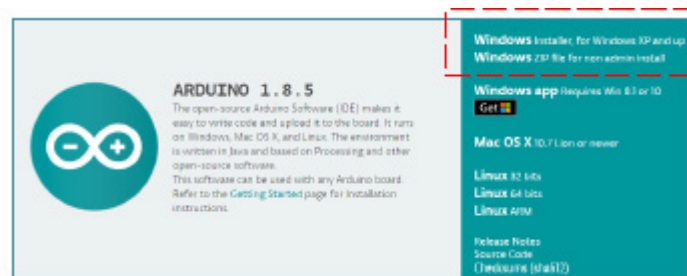 ARDUINO 1.8.5
The open-source Arduino Software (IDE) makes it
easy to write code and upload it to the board. It runs
on Windows, Mac OS X, and Linux. The environment
is written in Java and based on Processing and other
open-source software.
This software can be used with any Arduino board.
Refer to the Getting Started page for Installation
instructions.
Windows Installer, for Windows XP and up
Windows ZIP file for non admin install
Windows app Requires Win 8.1 or 10
Get
Mac OS X 10.7 Lion or newer
Linux 32 bits
Linux 64 bits
Linux ARM
Release Notes
Source Code
Checksums (sha512)